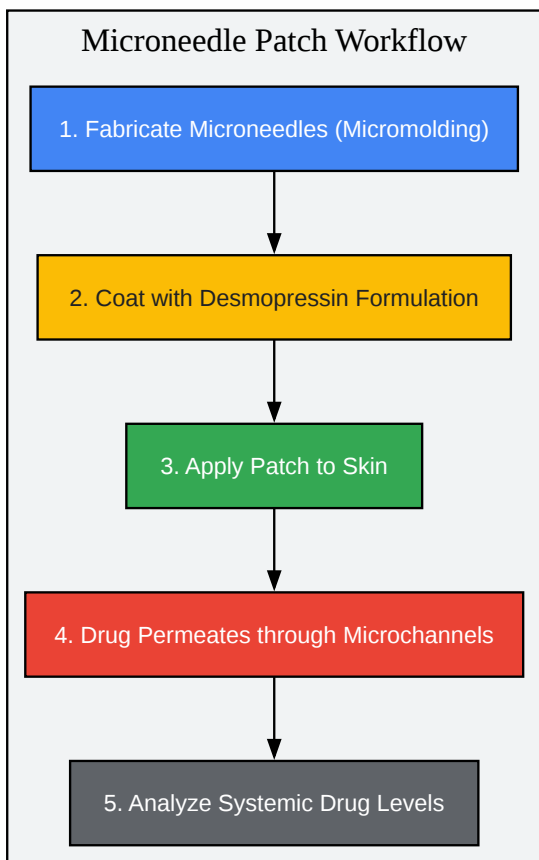 Microneedle Patch Workflow
1. Fabricate Microneedles (Micromolding)
2. Coat with Desmopressin Formulation
3. Apply Patch to Skin
4. Drug Permeates through Microchannels
5. Analyze Systemic Drug Levels